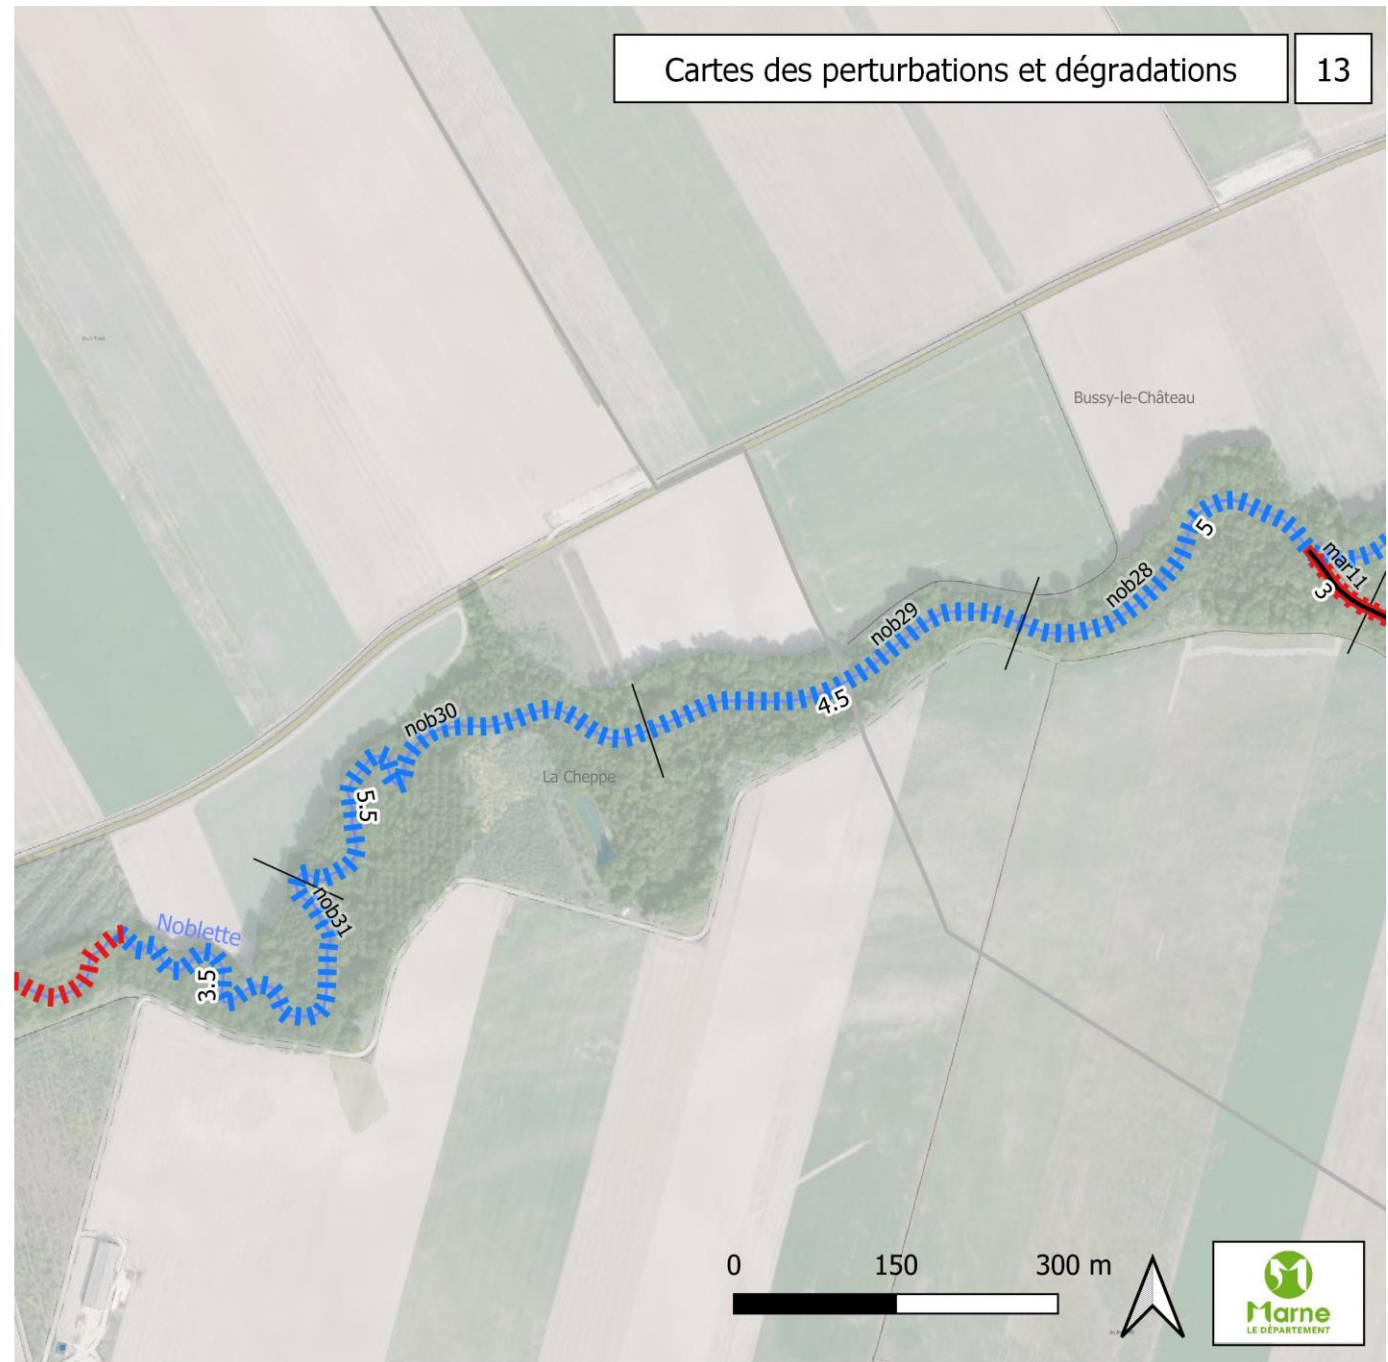 Cartes des perturbations et dégradations
13
Bussy-le-Château
5
mar11
3
nob28
nob29
4.5
nob30
La Cheppe
5.5
nob31
Noblette
3.5
0 150 300 m
Marne
LE DÉPARTEMENT